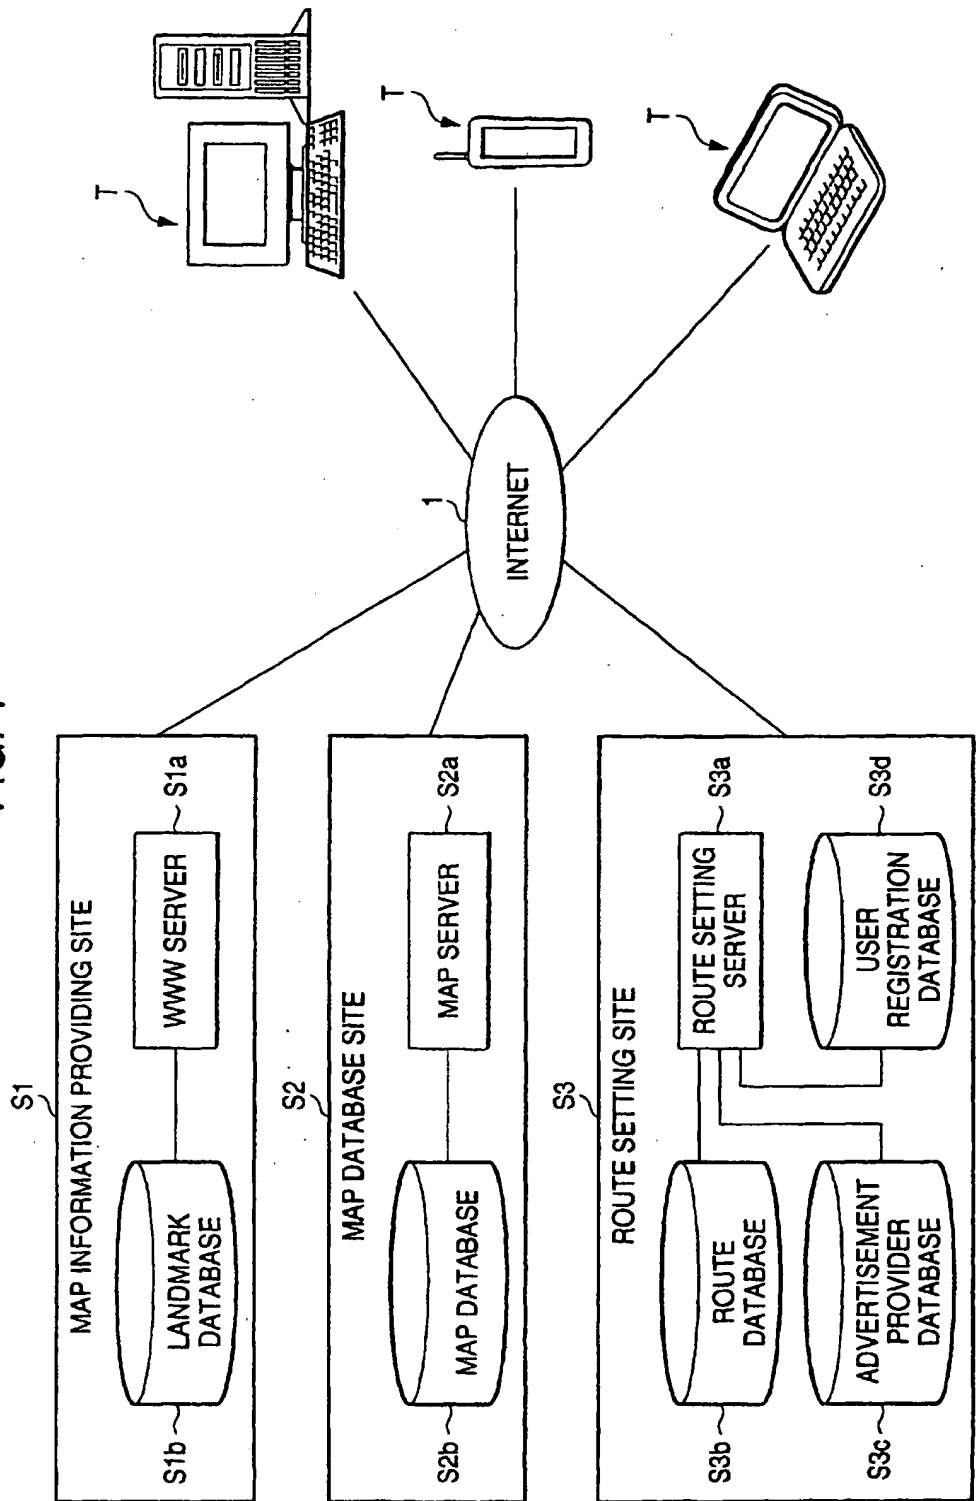 S1
MAP INFORMATION PROVIDING SITE
S1b
LANDMARK
DATABASE
WWW SERVER
S1a
S2
MAP DATABASE SITE
S2b
MAP DATABASE
MAP SERVER
S2a
S3
ROUTE SETTING SITE
S3b
ROUTE
DATABASE
ROUTE SETTING
SERVER
S3a
S3c
ADVERTISEMENT
PROVIDER
DATABASE
USER
REGISTRATION
DATABASE
S3d
1
INTERNET
T
T
T